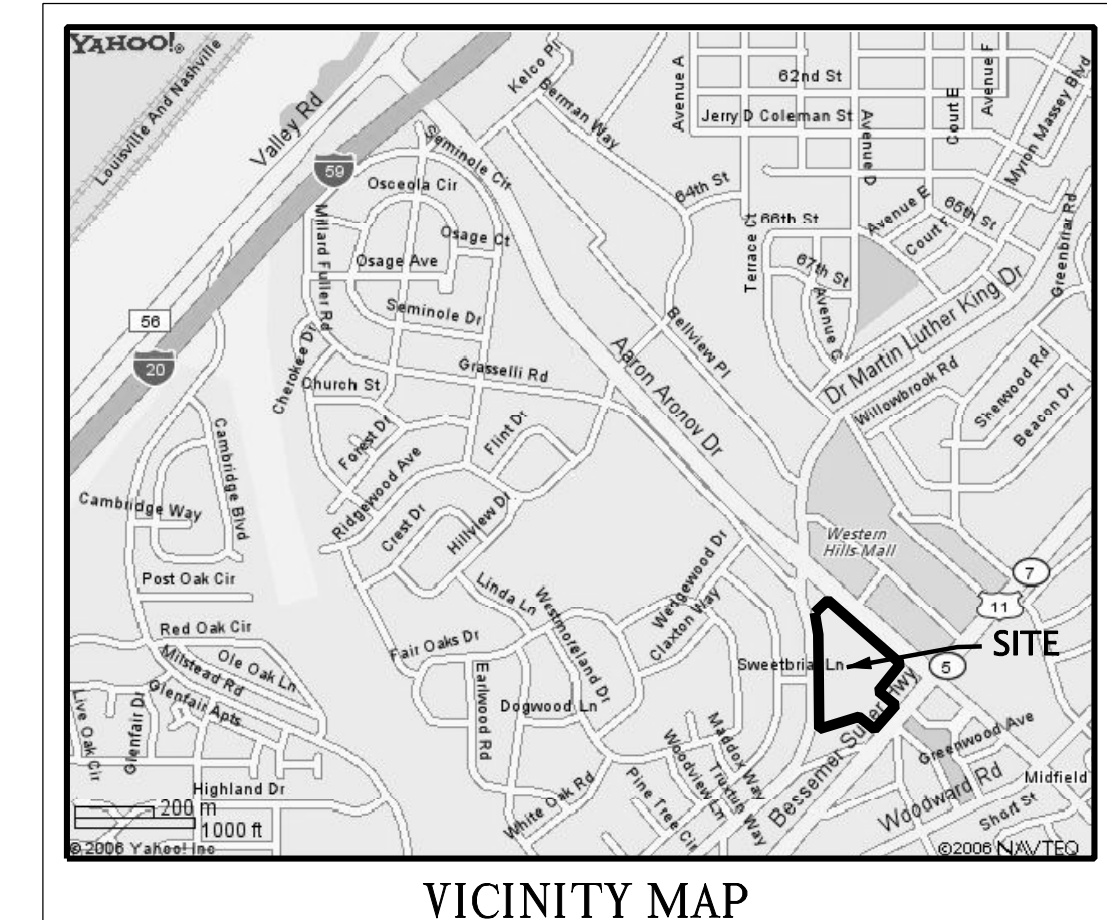 YAHOO!®
Louisville And Nashville
Valley Rd
59
Kelco Pl
Berman Way
Avenue A
62nd St
Avenue F
Jerry D Coleman St
Court E
Myron Massey Blvd
Avenue D
Seminole Cir
Osceola Cir
64th St
Avenue E
65th St
66th St
Court F
Greenbriar Rd
Millard Fuller Rd
Osage Ct
Osage Ave
Terrace Ct
67th St
Avenue G
Dr Martin Luther King Dr
Seminole Dr
56
20
Cherokee Dr
Church St
Grasselli Rd
Aaron Aronov Dr
Bellview Pl
Willowbrook Rd
Sherwood Rd
Beacon Dr
Forest Dr
Flint Dr
Ridgewood Ave
Cambridge Blvd
Cambridge Way
Crest Dr
Hillview Dr
Western
Hills Mall
Post Oak Cir
Linda Ln
Wedgewood Dr
Claxton Way
7
11
Westmoreland Dr
Red Oak Cir
Ole Oak Ln
Milstead Rd
Fair Oaks Dr
SITE
Sweetbriar Ln
5
Glenfair Apts
Glenfair Dr
Live Oak Cir
Earlwood Rd
Dogwood Ln
Maddox Way
Truxtun Way
Woodview Ln
Bessemer Super Hwy
Greenwood Ave
Woodward Rd
Midfield
Short St
Highland Dr
White Oak Rd
Pine Tree Cir
200 m
1000 ft
©2006 Yahoo! Inc
©2006 NAVTEQ
VICINITY MAP